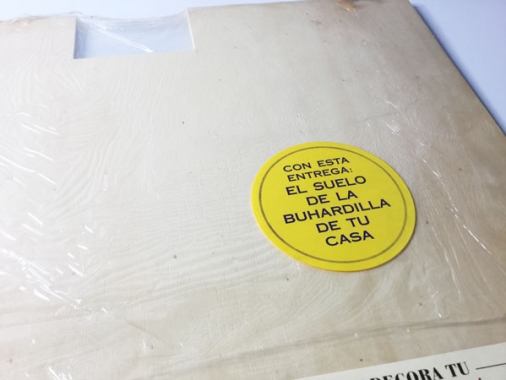 CON ESTA
ENTREGA:
EL SUELO
DE LA
BUHARDILLA
DE TU
CASA
DECORA TU